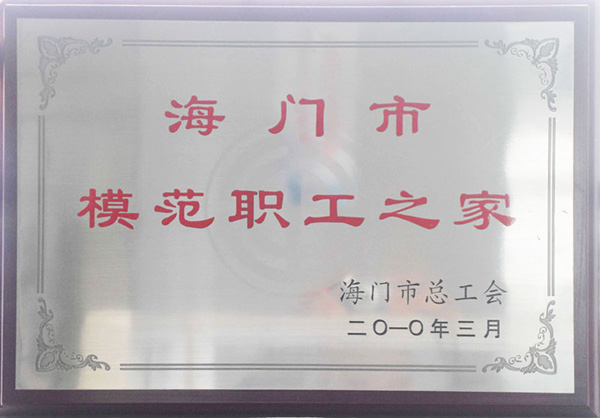 海门市
模范职工之家
海门市总工会
二〇一〇年三月